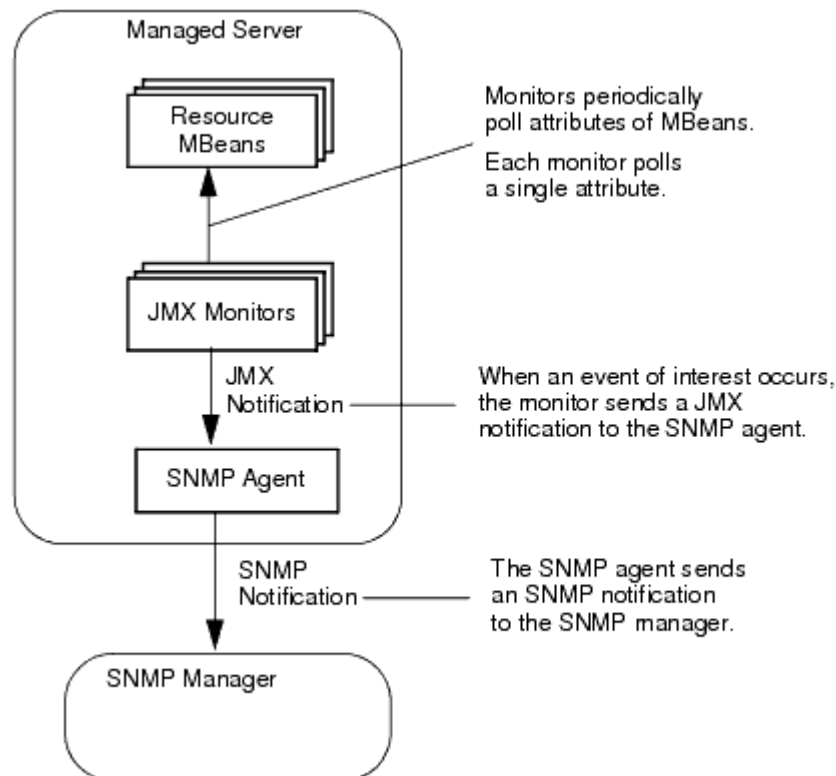 Managed Server
Resource
MBeans
Monitors periodically
poll attributes of MBeans.
Each monitor polls
a single attribute.
JMX Monitors
JMX
Notification
When an event of interest occurs,
the monitor sends a JMX
notification to the SNMP agent.
SNMP Agent
SNMP
Notification
The SNMP agent sends
an SNMP notification
to the SNMP manager.
SNMP Manager